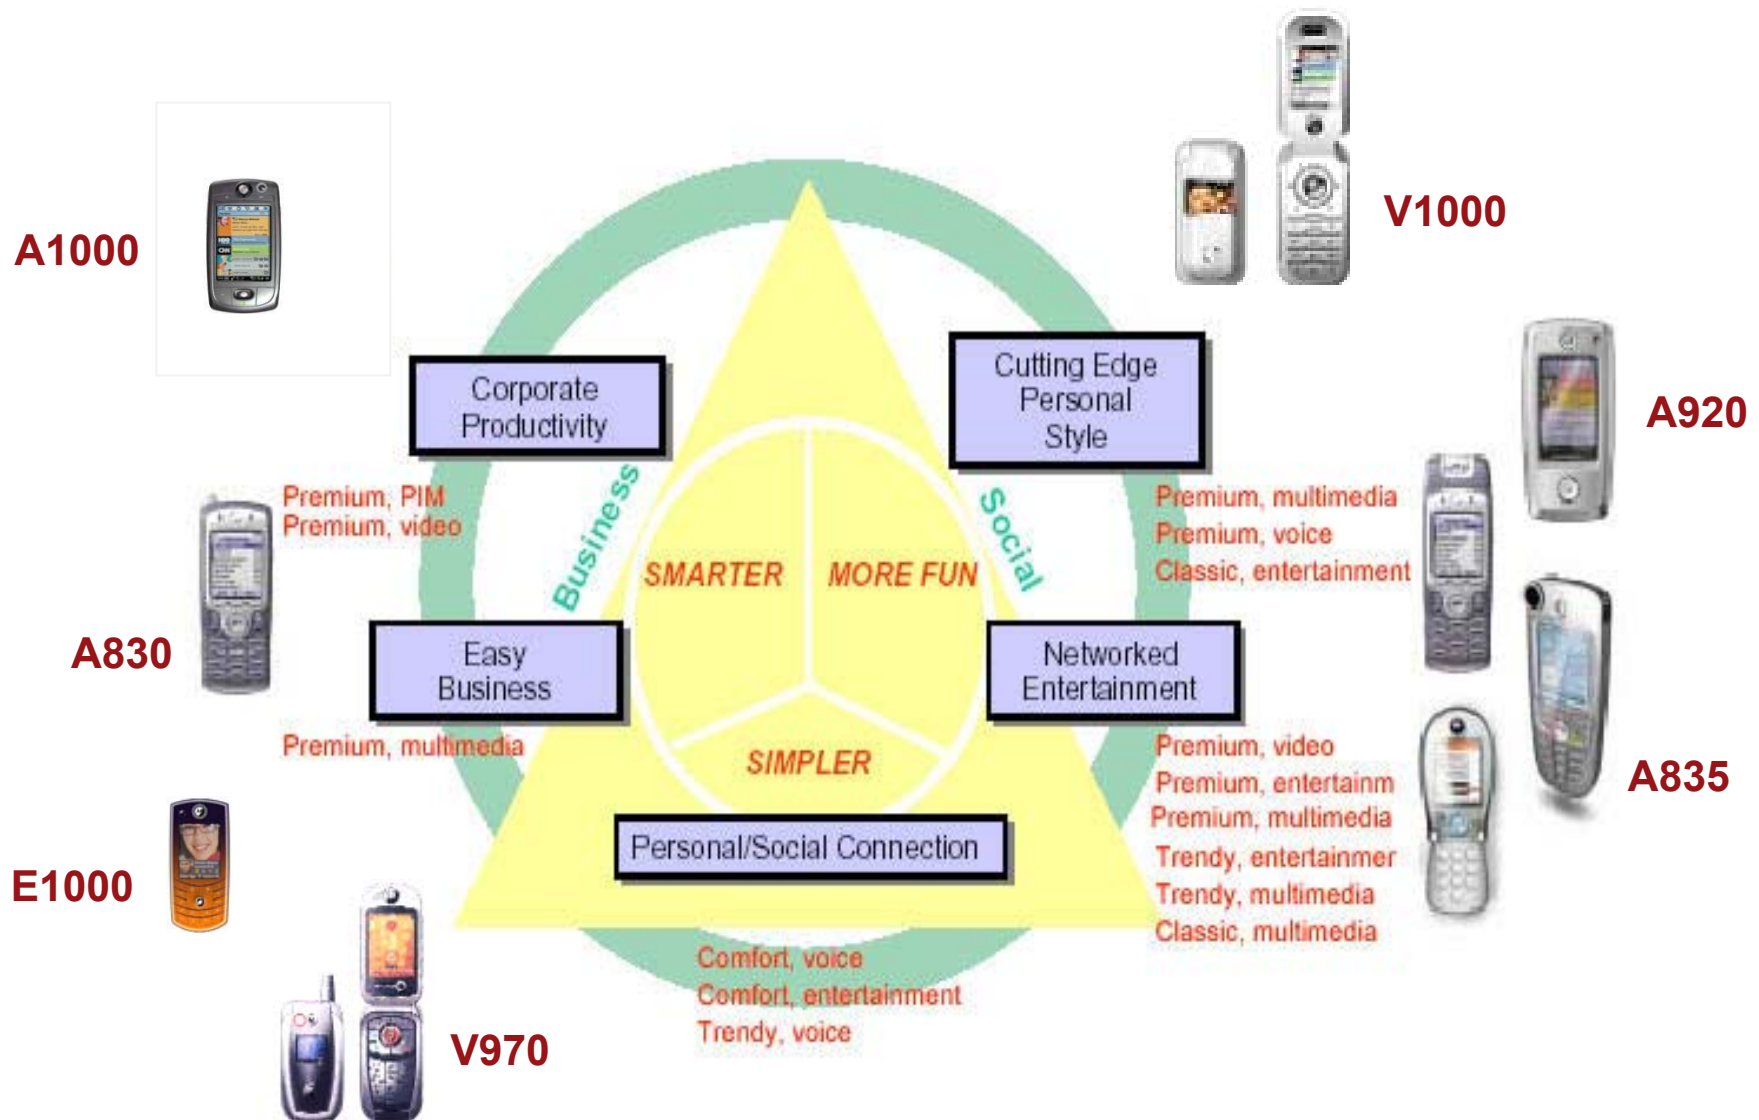 V1000
A1000
Cutting Edge
Personal
Style
Corporate
Productivity
A920
Business
Social
Premium, PIM
Premium, video
Premium, multimedia
Premium, voice
Classic, entertainment
SMARTER
MORE FUN
A830
Easy
Business
Networked
Entertainment
Premium, multimedia
SIMPLER
Premium, video
Premium, entertainm
Premium, multimedia
Trendy, entertainmer
Trendy, multimedia
Classic, multimedia
A835
Personal/Social Connection
E1000
Comfort, voice
Comfort, entertainment
Trendy, voice
V970